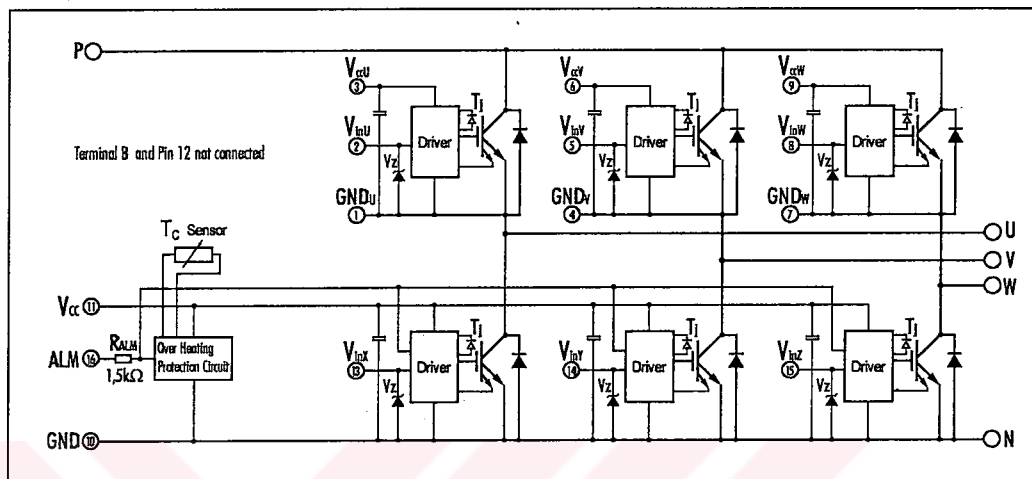 P
VccU
3
VinU
2
GNDU
1
Vz
Driver
Tj
VccV
6
VinV
5
GNDV
4
Vz
Driver
Tj
VccW
9
VinW
8
GNDW
7
Vz
Driver
Tj
Terminal B and Pin 12 not connected
U
V
W
TC Sensor
Vcc 11
ALM 16
RALM
1,5kΩ
Over Heating
Protection Circuit
GND 10
VinX
13
Vz
Driver
Tj
VinY
14
Vz
Driver
Tj
VinZ
15
Vz
Driver
Tj
N